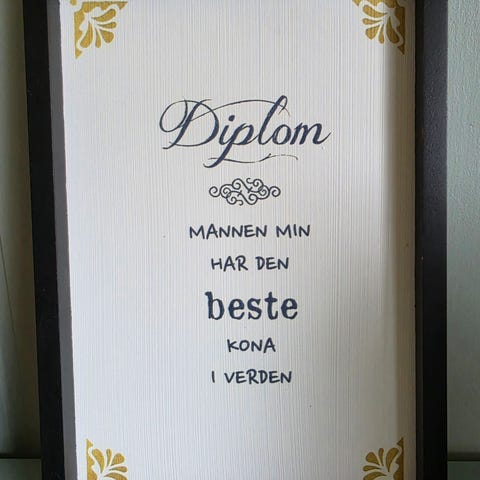 Diplom
MANNEN MIN
HAR DEN
beste
KONA
I VERDEN